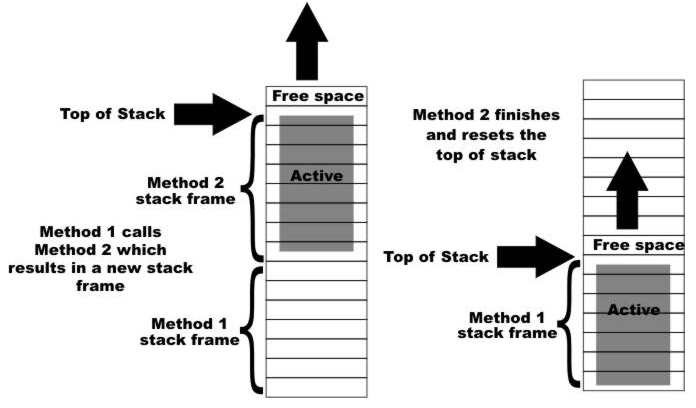 Free space
Top of Stack
Active
Method 2
stack frame
Method 1 calls
Method 2 which
results in a new stack
frame
Method 1
stack frame
Method 2 finishes
and resets the
top of stack
Free space
Top of Stack
Method 1
stack frame
Active